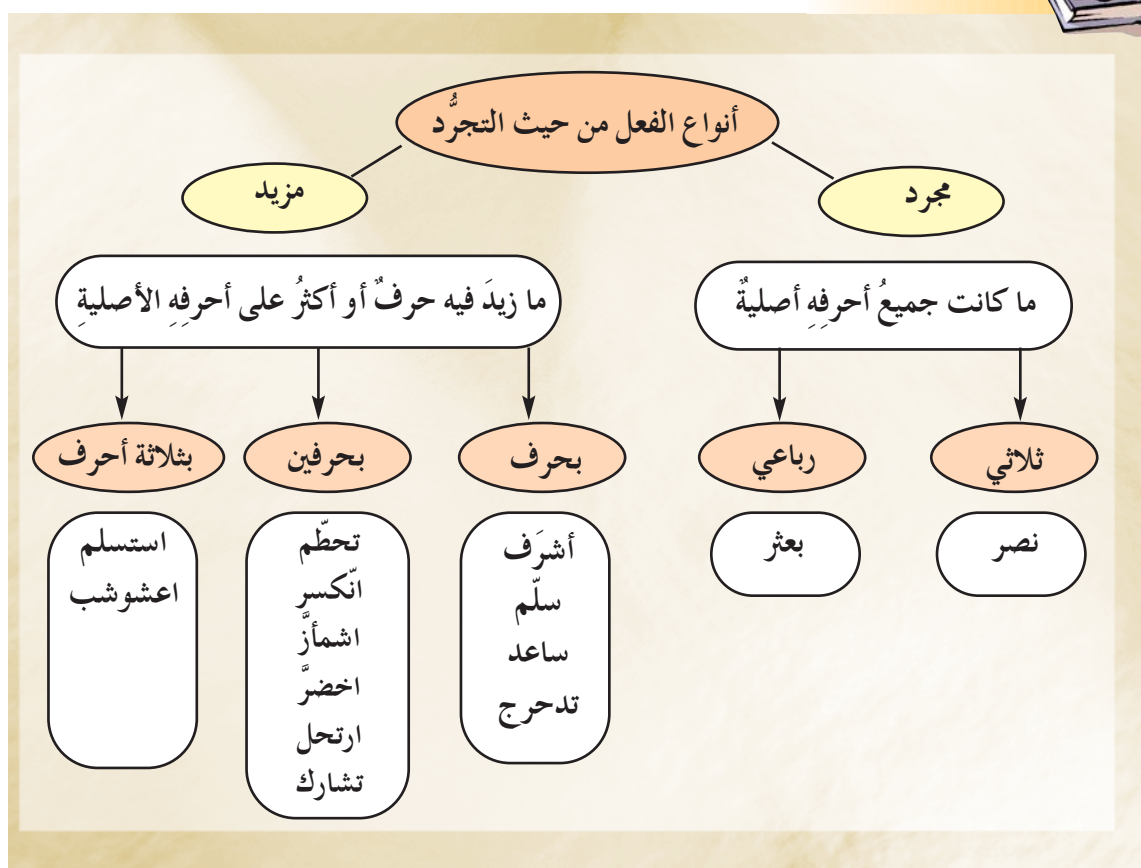 أنواع الفعل من حيث التجرُّد
مجرد
مزيد
ما كانت جميعُ أحرفِهِ أصليةٌ
ما زيدَ فيه حرفٌ أو أكثرُ على أحرفِهِ الأصليةِ
ثلاثي
رباعي
بحرف
بحرفين
بثلاثة أحرف
نصر
بعثر
أشرَف
سلّم
ساعد
تدحرج
تحطّم
انّكسر
اشمأزَّ
اخضرَّ
ارتحل
تشارك
استسلم
اعشوشب